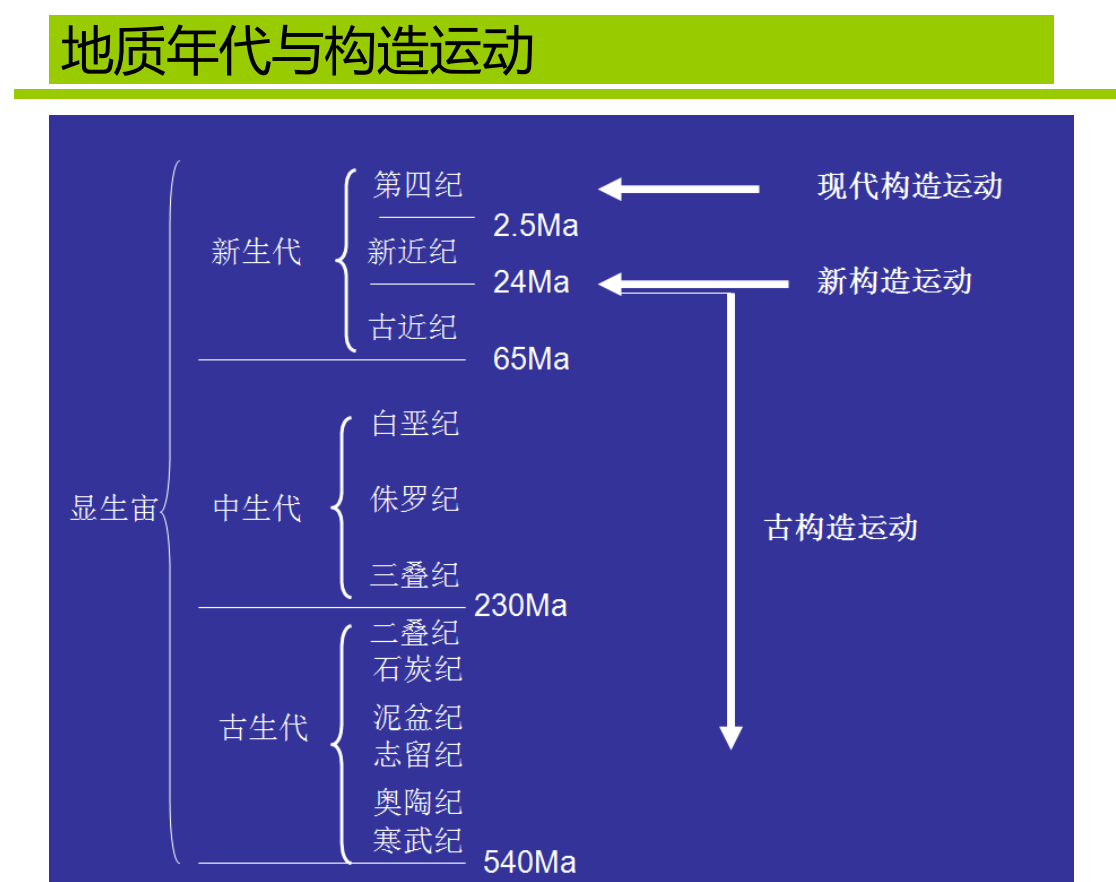 地质年代与构造运动
第四纪
现代构造运动
2.5Ma
新生代
新近纪
24Ma
新构造运动
古近纪
65Ma
白垩纪
显生宙
中生代
侏罗纪
古构造运动
三叠纪
230Ma
二叠纪
石炭纪
古生代
泥盆纪
志留纪
奥陶纪
寒武纪
540Ma